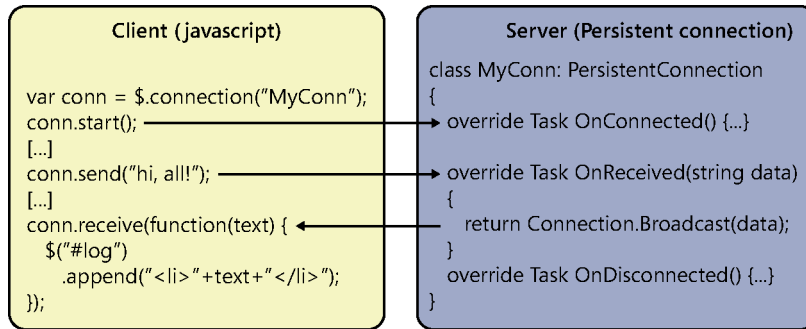 Client (javascript)
var conn = $.connection("MyConn");
conn.start();
[...]
conn.send("hi, all!");
[...]
conn.receive(function(text) {
$("#log")
.append("<li>"+text+"</li>");
});
Server (Persistent connection)
class MyConn: PersistentConnection
{
override Task OnConnected() {...}
override Task OnReceived(string data)
{
return Connection.Broadcast(data);
}
override Task OnDisconnected() {...}
}